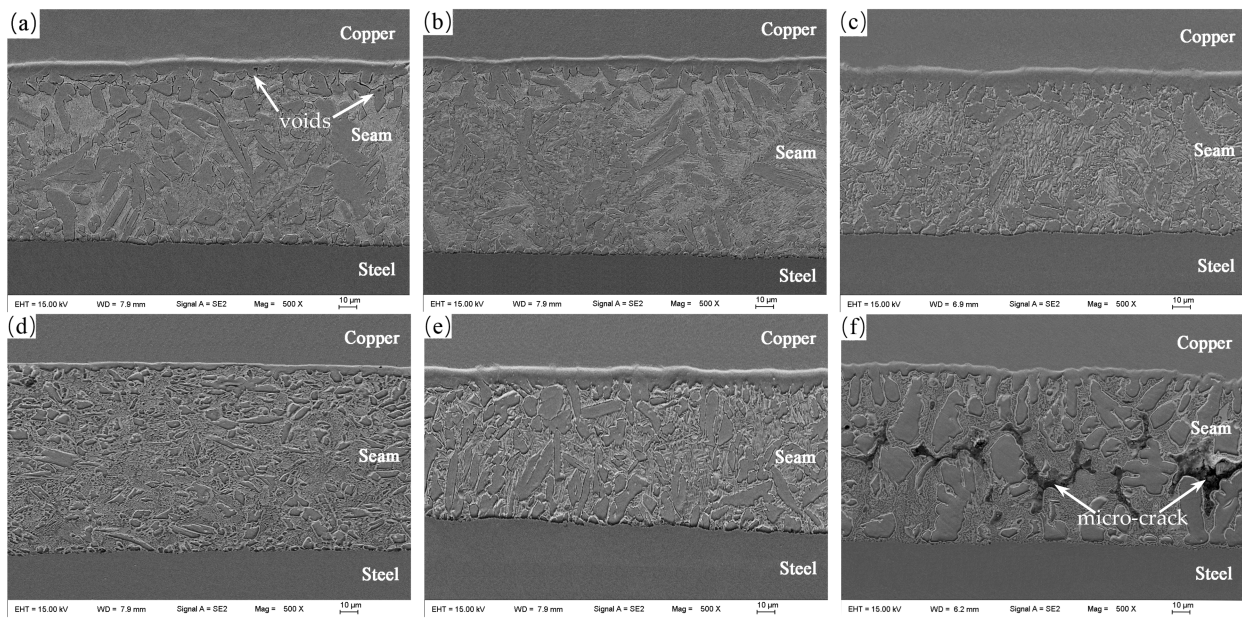 (a)
Copper
voids
Seam
Steel
EHT = 15.00 kV WD = 7.9 mm Signal A = SE2 Mag = 500 X 10 µm
(b)
Copper
Seam
Steel
EHT = 15.00 kV WD = 7.9 mm Signal A = SE2 Mag = 500 X 10 µm
(c)
Copper
Seam
Steel
EHT = 15.00 kV WD = 6.9 mm Signal A = SE2 Mag = 500 X 10 µm
(d)
Copper
Seam
Steel
EHT = 15.00 kV WD = 7.9 mm Signal A = SE2 Mag = 500 X 10 µm
(e)
Copper
Seam
Steel
EHT = 15.00 kV WD = 7.9 mm Signal A = SE2 Mag = 500 X 10 µm
(f)
Copper
Seam
micro-crack
Steel
EHT = 15.00 kV WD = 6.2 mm Signal A = SE2 Mag = 500 X 10 µm